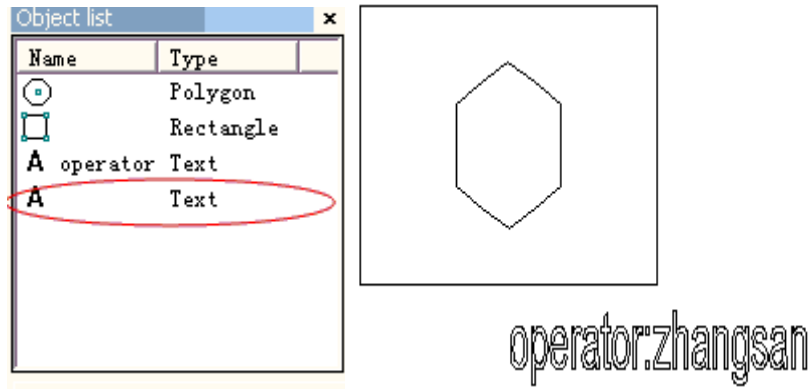 Object list ×
Name Type
Polygon
Rectangle
A operator Text
A Text
operator:zhangsan